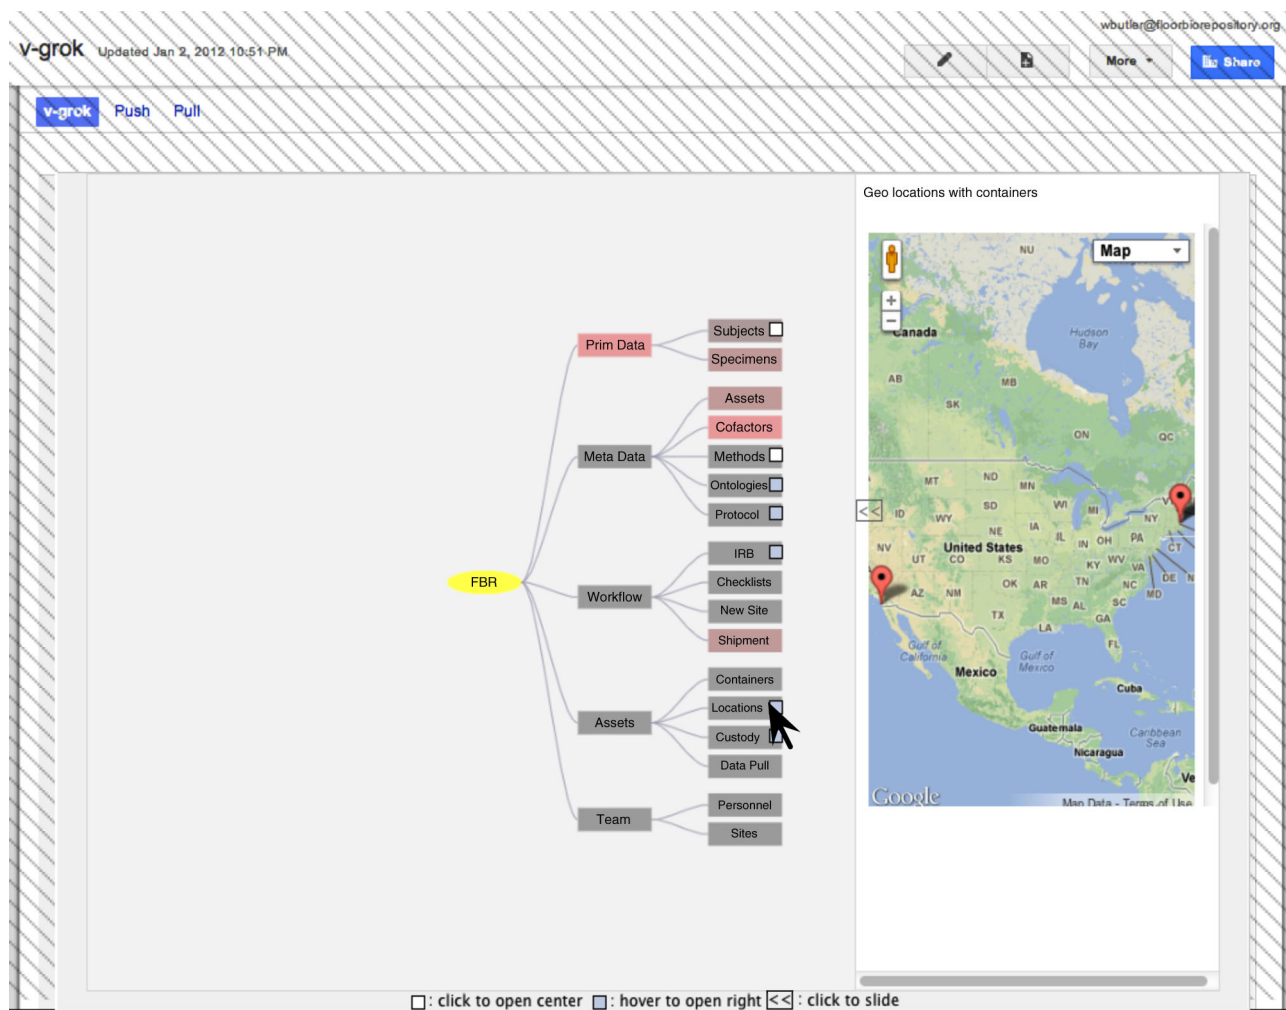 wbutler@floorbiorepository.org
v-grok Updated Jan 2, 2012 10:51 PM
More
Share
v-grok Push Pull
Geo locations with containers
Map
NU
Canada
Hudson
Bay
AB
MB
SK
ON
QC
MT
ND
MN
ID
WY
SD
WI
MI
NY
NE
IA
IL
IN
OH
PA
CT
NV
UT
United States
CO
KS
MO
KY
WV
VA
DE
MD
AZ
NM
OK
AR
TN
NC
MS
AL
SC
TX
LA
GA
FL
Gulf of
California
Gulf of
Mexico
Mexico
Cuba
Guatemala
Caribbean
Sea
Nicaragua
Google
Map Data - Terms of Use
<<
FBR
Prim Data
Subjects
Specimens
Meta Data
Assets
Cofactors
Methods
Ontologies
Protocol
Workflow
IRB
Checklists
New Site
Shipment
Assets
Containers
Locations
Custody
Data Pull
Team
Personnel
Sites
: click to open center : hover to open right << : click to slide